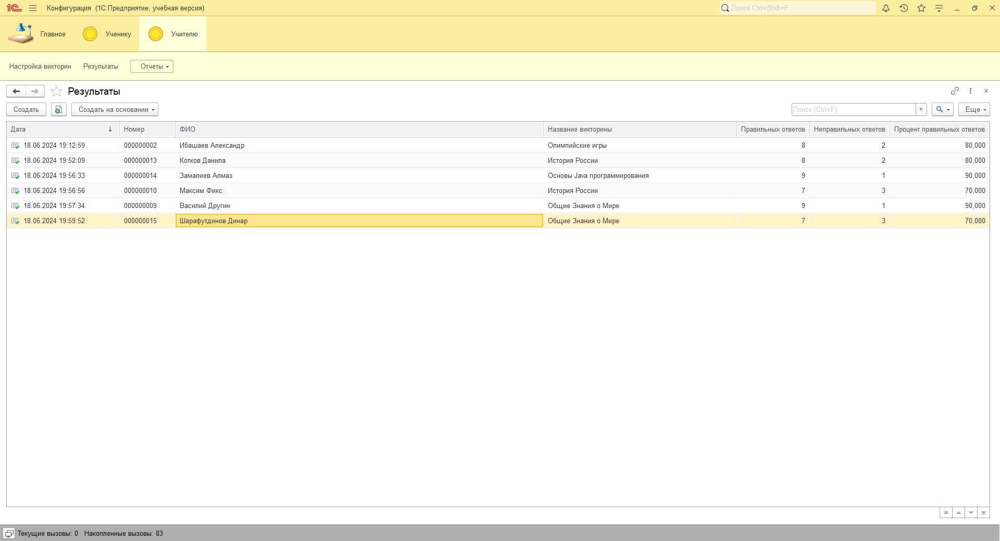 1С Конфигурация (1С:Предприятие, учебная версия) Поиск Ctrl+Shift+F
Главное Ученику Учителю
Настройка викторин Результаты Отчеты
Результаты
Создать Создать на основании Поиск (Ctrl+F) × Еще
Дата ↓ Номер ФИО Название викторины Правильных ответов Неправильных ответов Процент правильных ответов
18.06.2024 19:12:59 000000002 Ибашаев Александр Олимпийские игры 8 2 80,000
18.06.2024 19:52:09 000000013 Котков Данила История России 8 2 80,000
18.06.2024 19:56:33 000000014 Замалиев Алмаз Основы Java программирования 9 1 90,000
18.06.2024 19:56:56 000000010 Максим Фикс История России 7 3 70,000
18.06.2024 19:57:34 000000009 Василий Другин Общие Знания о Мире 9 1 90,000
18.06.2024 19:59:52 000000015 Шарафутдинов Динар Общие Знания о Мире 7 3 70,000
Текущие вызовы: 0 Накопленные вызовы: 83